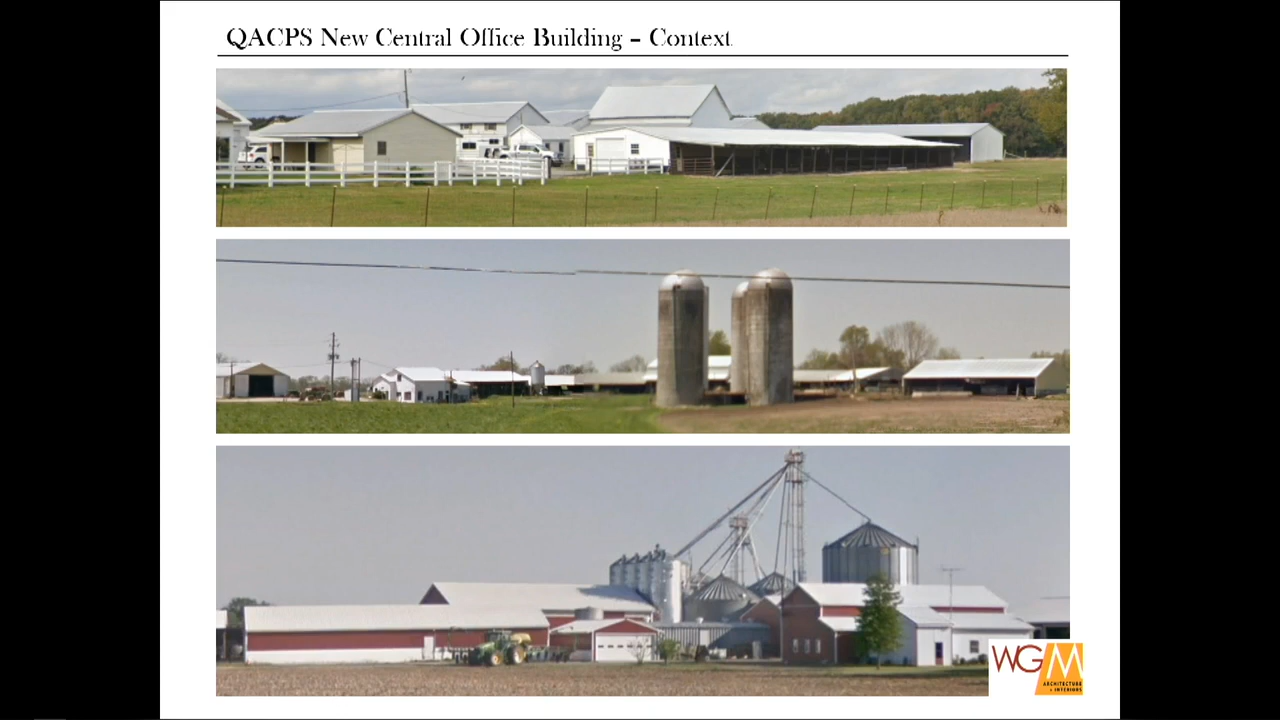 QACPS New Central Office Building – Context
WGM
ARCHITECTURE
& INTERIORS